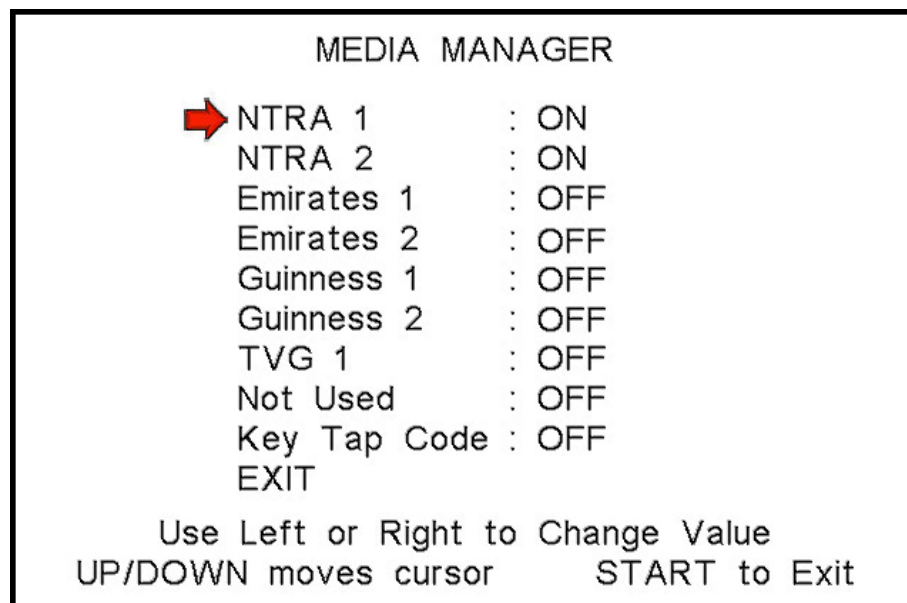 MEDIA MANAGER
NTRA 1 : ON
NTRA 2 : ON
Emirates 1 : OFF
Emirates 2 : OFF
Guinness 1 : OFF
Guinness 2 : OFF
TVG 1 : OFF
Not Used : OFF
Key Tap Code : OFF
EXIT
Use Left or Right to Change Value
UP/DOWN moves cursor START to Exit